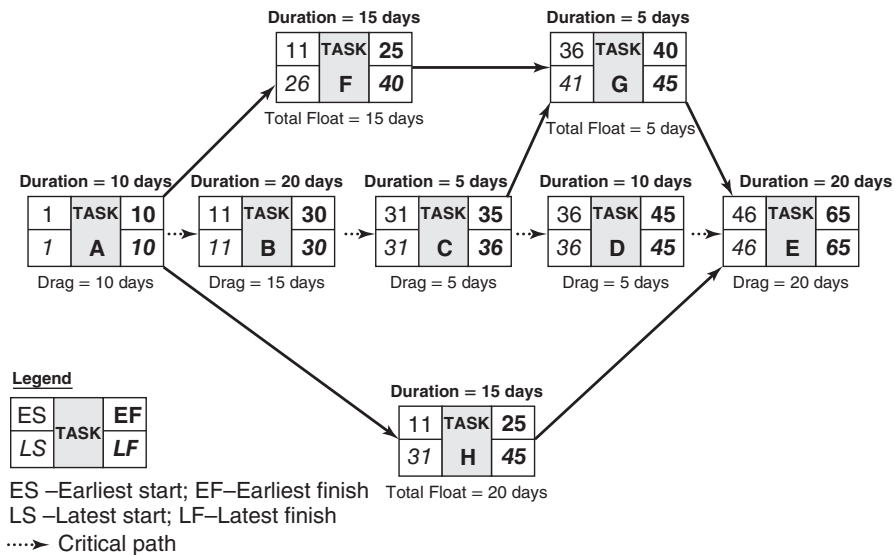 Duration = 15 days
11 TASK 25
26 F 40
Total Float = 15 days
Duration = 5 days
36 TASK 40
41 G 45
Total Float = 5 days
Duration = 10 days
1 TASK 10
1 A 10
Drag = 10 days
Duration = 20 days
11 TASK 30
11 B 30
Drag = 15 days
Duration = 5 days
31 TASK 35
31 C 36
Drag = 5 days
Duration = 10 days
36 TASK 45
36 D 45
Drag = 5 days
Duration = 20 days
46 TASK 65
46 E 65
Drag = 20 days
Duration = 15 days
11 TASK 25
31 H 45
Total Float = 20 days
Legend
ES TASK EF
LS LF
ES –Earliest start; EF–Earliest finish
LS –Latest start; LF–Latest finish
Critical path